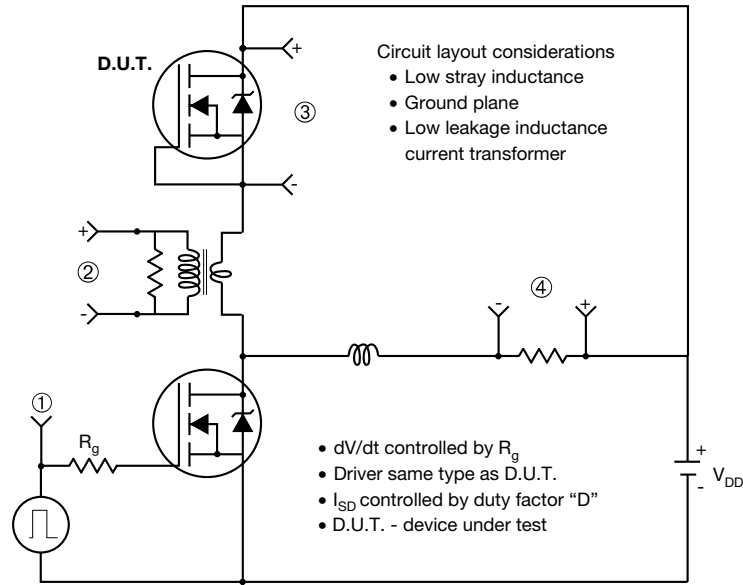 D.U.T.
+
Circuit layout considerations
• Low stray inductance
• Ground plane
• Low leakage inductance
current transformer
③
-
+
②
-
④
-
+
①
R_g
• dV/dt controlled by R_g
• Driver same type as D.U.T.
• I_SD controlled by duty factor “D”
• D.U.T. - device under test
+
V_DD
-